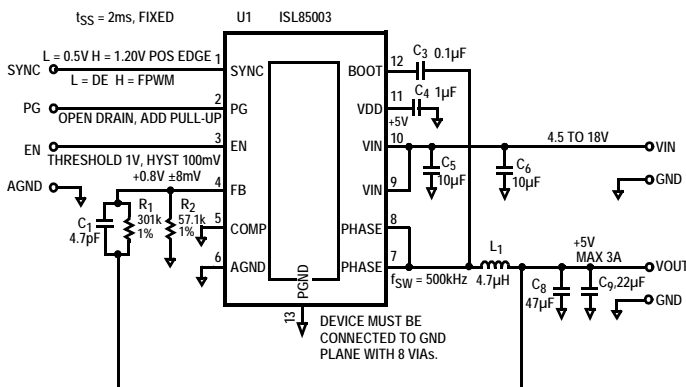 tSS = 2ms, FIXED
U1 ISL85003
SYNC
L = 0.5V H = 1.20V POS EDGE
1
SYNC
L = DE H = FPWM
PG
2
PG
OPEN DRAIN, ADD PULL-UP
EN
3
EN
THRESHOLD 1V, HYST 100mV
AGND
+0.8V ±8mV
4
FB
C1
4.7pF
R1
301k
1%
R2
57.1k
1%
5
COMP
6
AGND
PGND
13
DEVICE MUST BE
CONNECTED TO GND
PLANE WITH 8 VIAs.
BOOT
12
C3 0.1µF
VDD
11
C4 1µF
+5V
VIN
10
4.5 TO 18V
VIN
C5
10µF
C6
10µF
GND
VIN
9
PHASE
8
PHASE
7
fSW = 500kHz
L1
4.7µH
+5V
MAX 3A
VOUT
C8
47µF
C9,22µF
GND